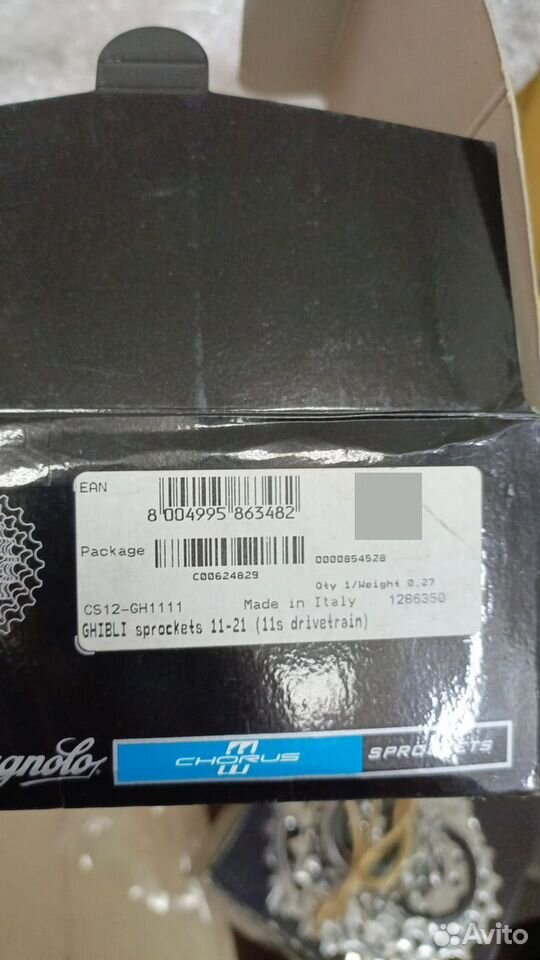 EAN
8 004995 863482
Package
C00624829
0000854528
Qty 1/Weight 0.27
CS12-GH1111 Made in Italy 1286350
GHIBLI sprockets 11-21 (11s drivetrain)
CHORUS
SPROCKETS
Avito